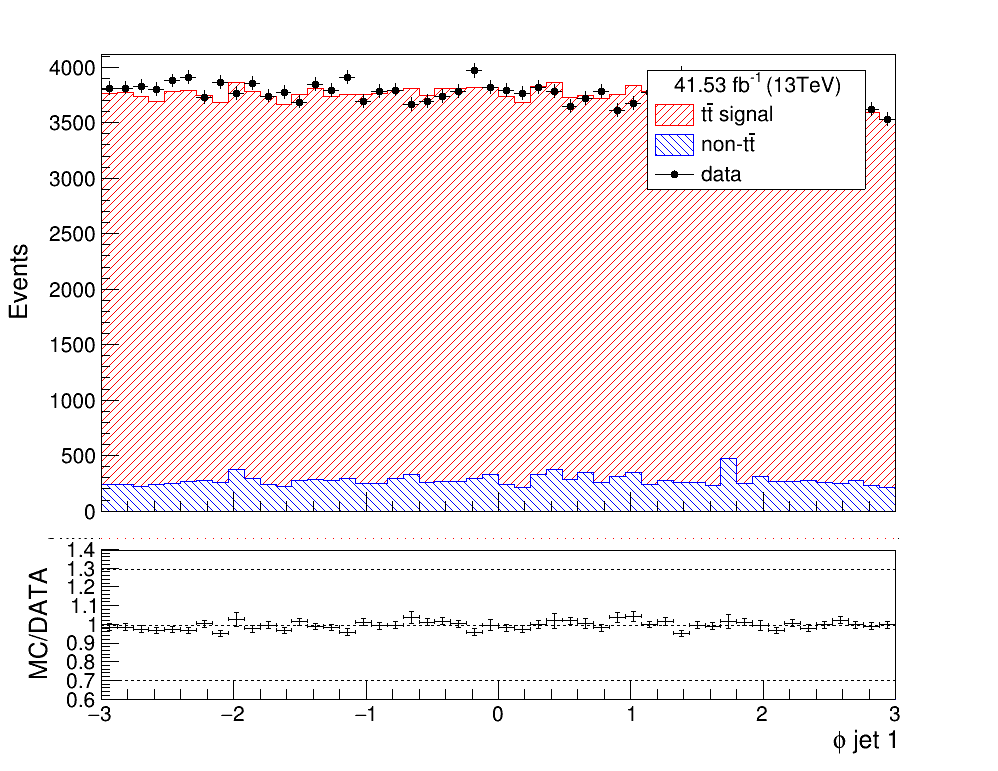 4000
3500
3000
2500
2000
1500
1000
500
0
Events
41.53 fb⁻¹ (13TeV)
tt̄ signal
non-tt̄
data
1.4
1.3
1.2
1.1
1
0.9
0.8
0.7
0.6
MC/DATA
−3 −2 −1 0 1 2 3
ϕ jet 1